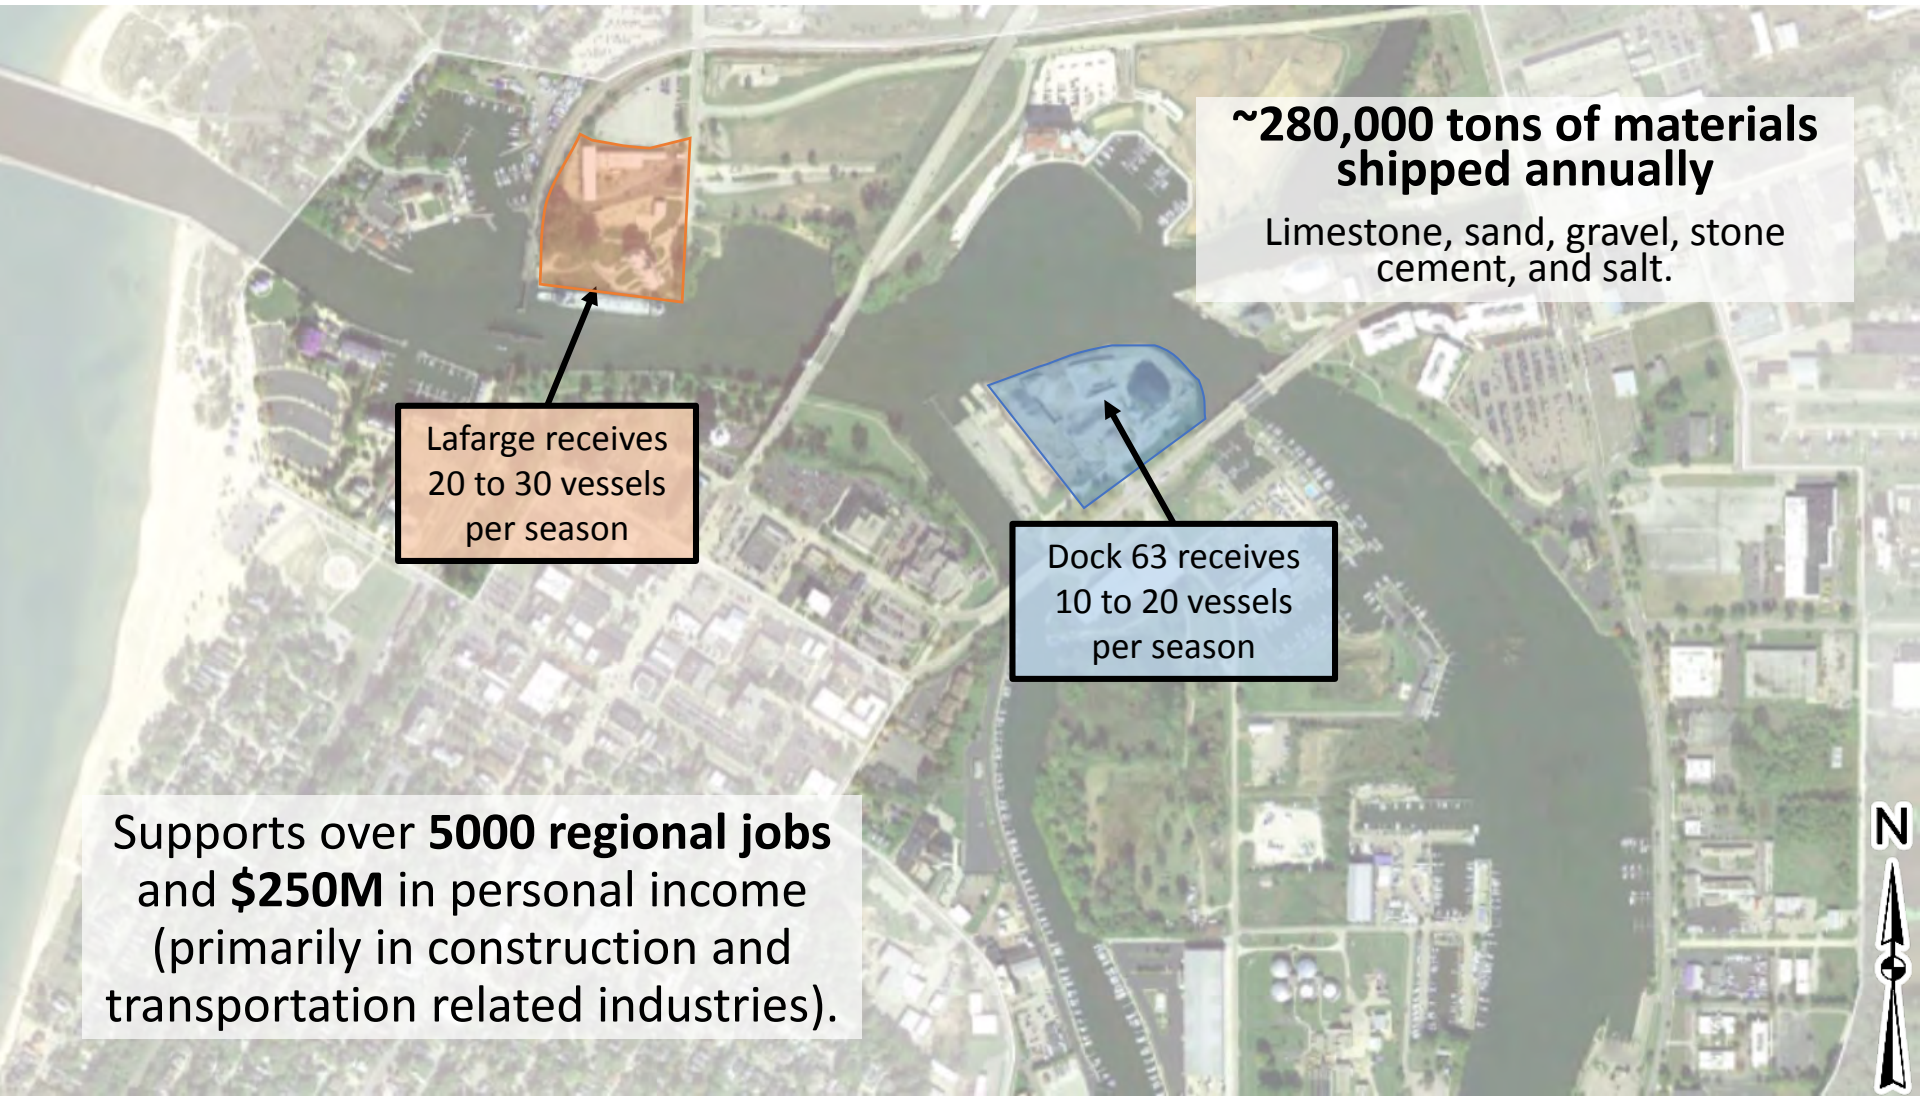 ~280,000 tons of materials
shipped annually
Limestone, sand, gravel, stone
cement, and salt.
Lafarge receives
20 to 30 vessels
per season
Dock 63 receives
10 to 20 vessels
per season
Supports over 5000 regional jobs
and $250M in personal income
(primarily in construction and
transportation related industries).
N